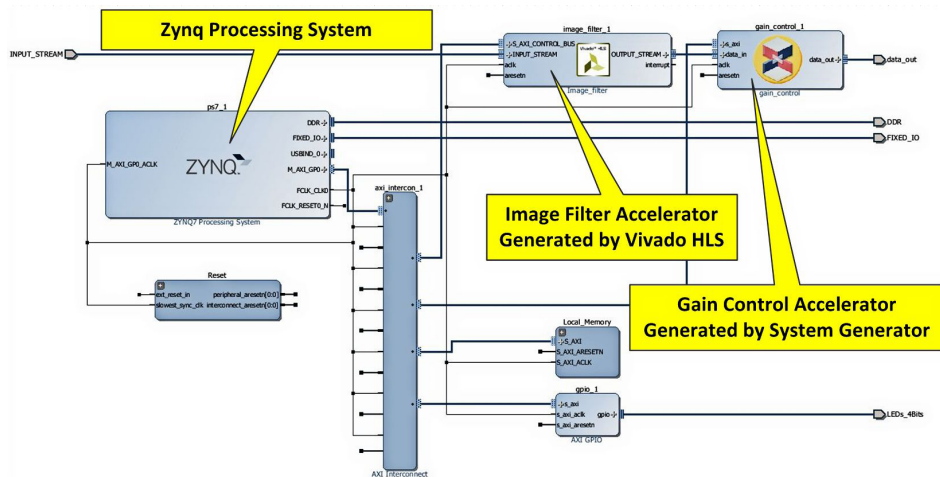 Zynq Processing System
INPUT_STREAM
image_filter_1
S_AXI_CONTROL_BUS
INPUT_STREAM
aclk
aresetn
Vivado HLS
OUTPUT_STREAM
interrupt
Image_filter
gain_control_1
s_axi
data_in
aclk
aresetn
data_out
gain_control
data_out
ps7_1
M_AXI_GP0_ACLK
ZYNQ
DDR
FIXED_IO
USBIND_0
M_AXI_GP0
FCLK_CLK0
FCLK_RESET0_N
ZYNQ7 Processing System
DDR
FIXED_IO
axi_intercon_1
AXI Interconnect
Image Filter Accelerator
Generated by Vivado HLS
Gain Control Accelerator
Generated by System Generator
Reset
ext_reset_in
slowest_sync_clk
peripheral_aresetn[0:0]
interconnect_aresetn[0:0]
Local_Memory
S_AXI
S_AXI_ARESETN
S_AXI_ACLK
gpio_1
s_axi
s_axi_aclk
s_axi_aresetn
gpio
AXI GPIO
LEDs_4Bits